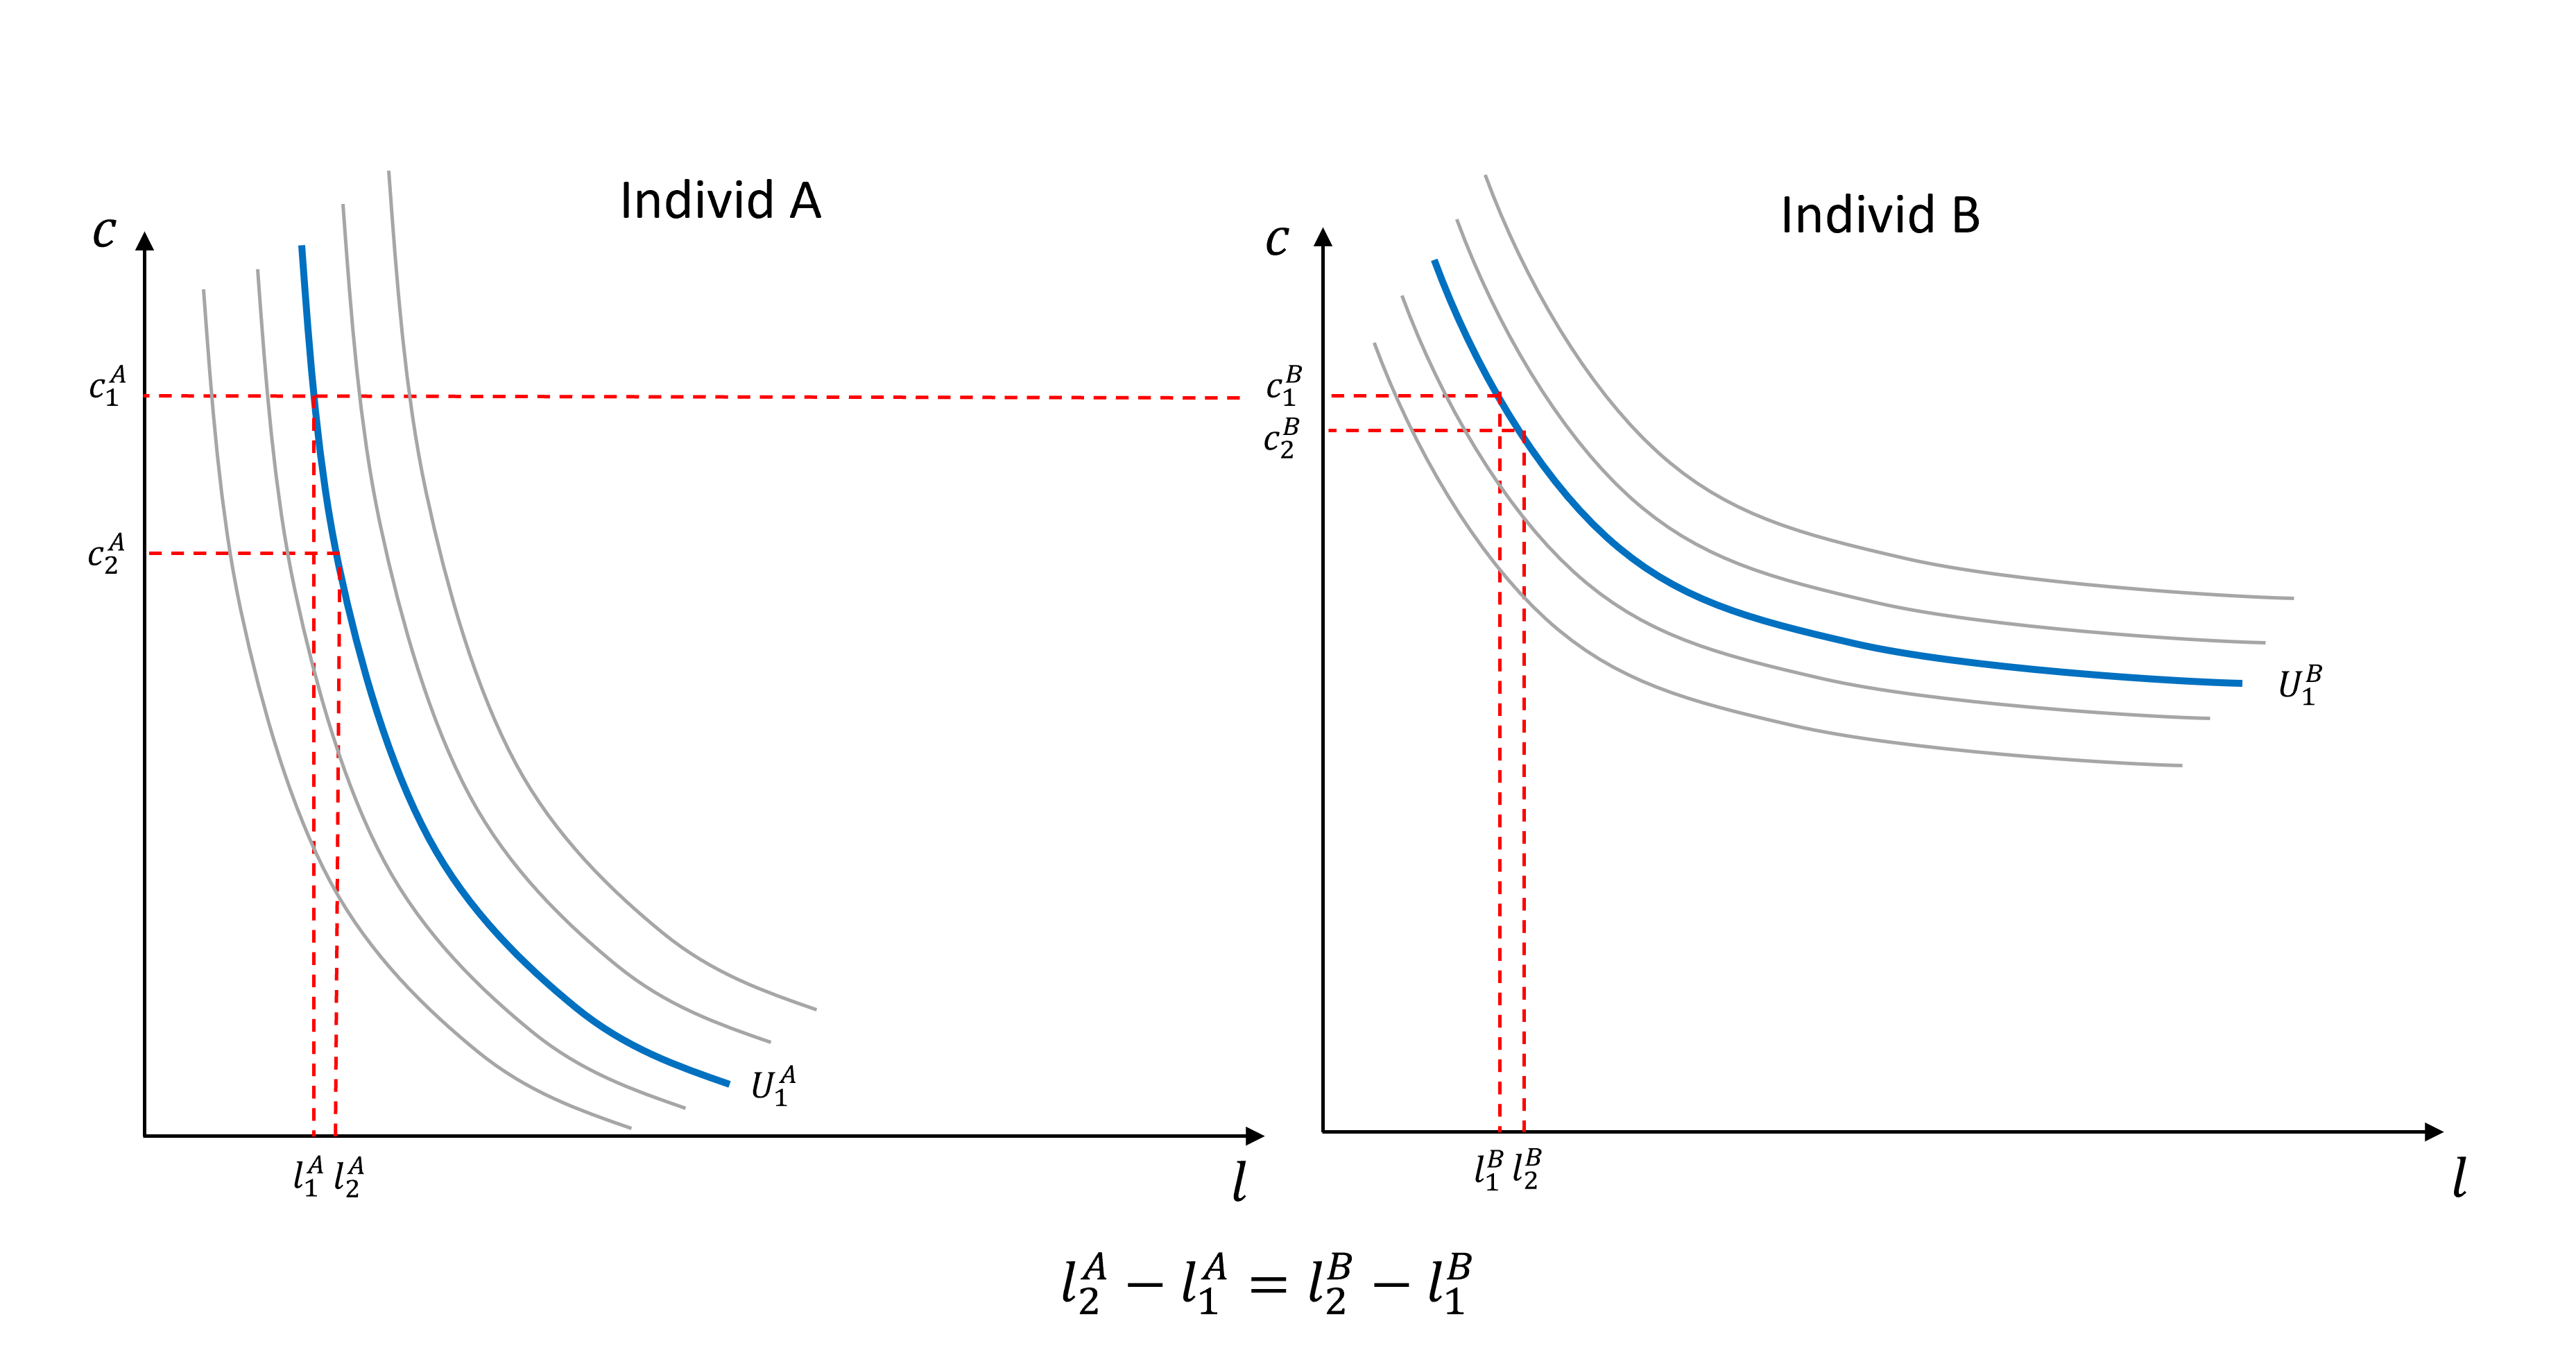 Individ A
c
c₁ᴬ
c₂ᴬ
U₁ᴬ
l₁ᴬ l₂ᴬ
l
Individ B
c
c₁ᴮ
c₂ᴮ
U₁ᴮ
l₁ᴮ l₂ᴮ
l
l₂ᴬ − l₁ᴬ = l₂ᴮ − l₁ᴮ